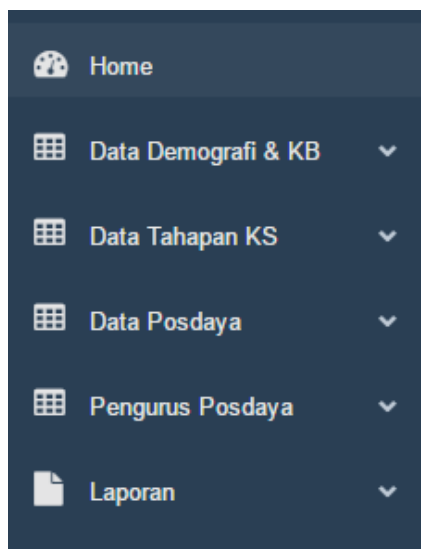 Home
Data Demografi & KB
Data Tahapan KS
Data Posdaya
Pengurus Posdaya
Laporan